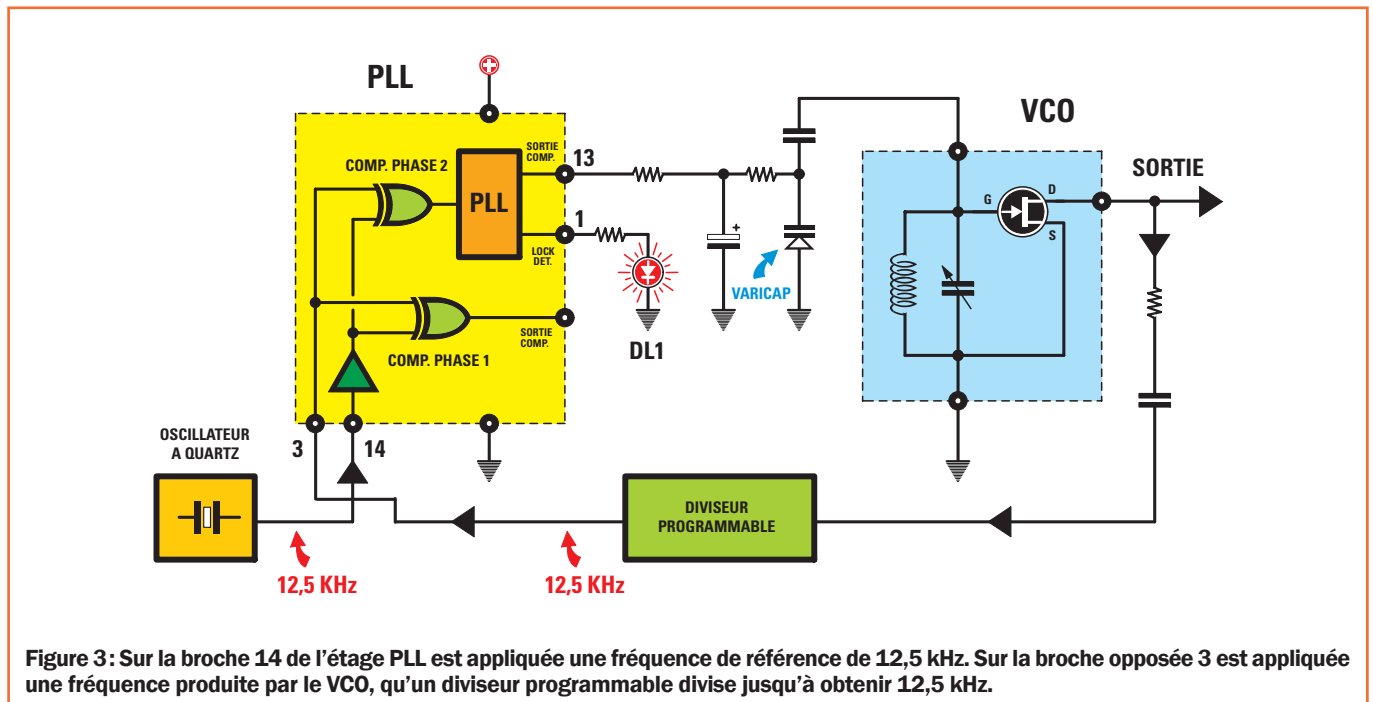 PLL
VCO
COMP. PHASE 2
SORTIE
COMP.
13
PLL
1
LOCK
DET.
+
VARICAP
G
D
S
SORTIE
SORTIE
COMP.
COMP. PHASE 1
DL1
3
14
OSCILLATEUR
A QUARTZ
DIVISEUR
PROGRAMMABLE
12,5 KHz
12,5 KHz
Figure 3 : Sur la broche 14 de l’étage PLL est appliquée une fréquence de référence de 12,5 kHz. Sur la broche opposée 3 est appliquée
une fréquence produite par le VCO, qu’un diviseur programmable divise jusqu’à obtenir 12,5 kHz.